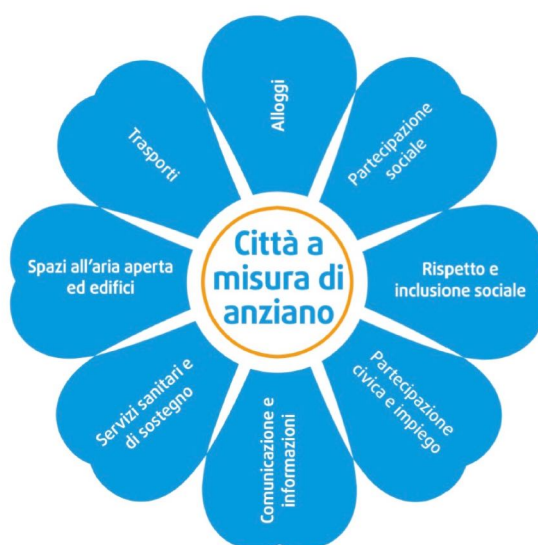 Città a
misura di
anziano
Alloggi
Partecipazione
sociale
Rispetto e
inclusione sociale
Partecipazione
civica e impiego
Comunicazione e
informazioni
Servizi sanitari e
di sostegno
Spazi all'aria aperta
ed edifici
Trasporti